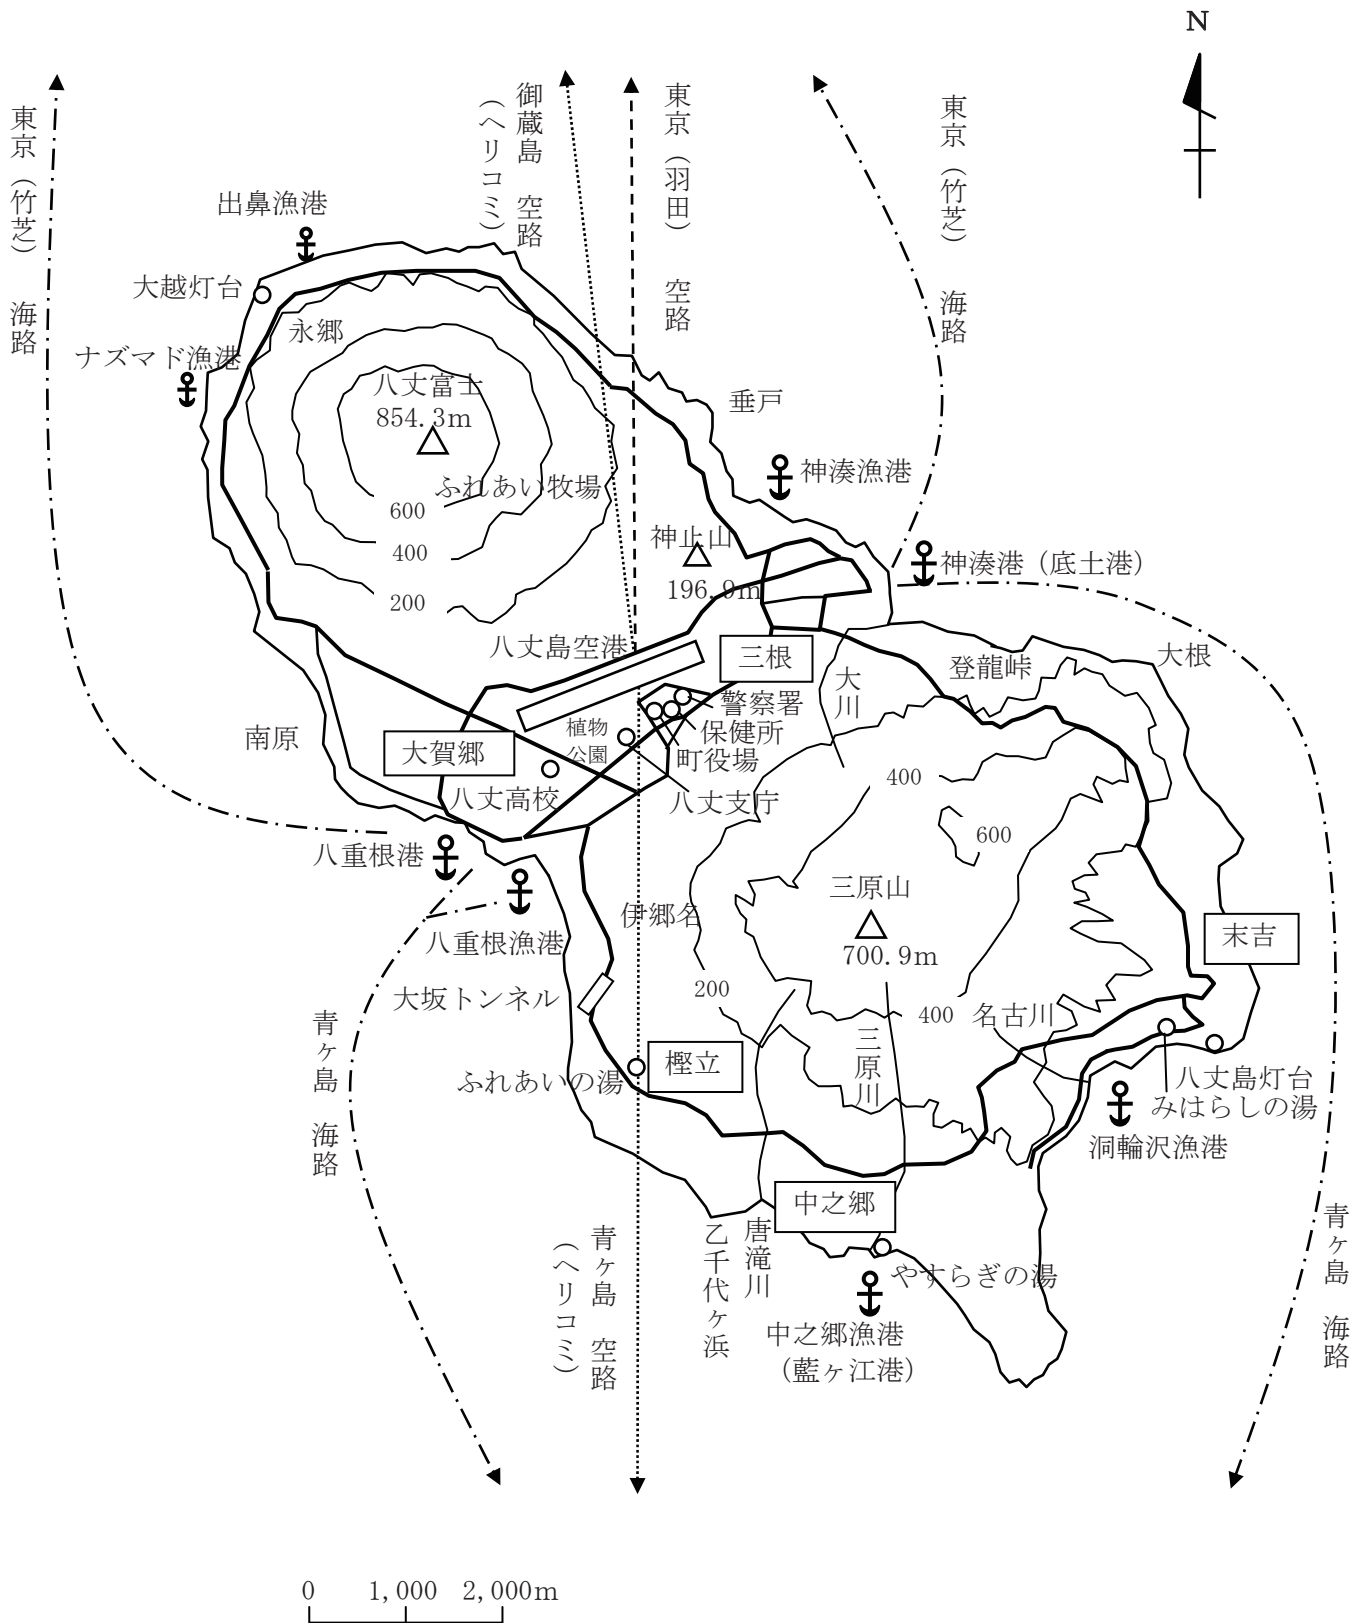 N
東京（竹芝） 海路
御蔵島 空路
（ヘリコミ）
東京（羽田） 空路
東京（竹芝） 海路
出鼻漁港
大越灯台
永郷
ナズマド漁港
八丈富士
854.3m
垂戸
ふれあい牧場
神湊漁港
600
神止山
400
神湊港（底土港）
196.9m
200
八丈島空港
三根
大根
登龍峠
大川
警察署
南原
植物
公園
保健所
大賀郷
町役場
400
八丈高校
八丈支庁
600
八重根港
三原山
伊郷名
末吉
八重根漁港
700.9m
200
大坂トンネル
400
名古川
青ヶ島 海路
三原川
樫立
ふれあいの湯
八丈島灯台
みはらしの湯
洞輪沢漁港
中之郷
青ヶ島 空路
（ヘリコミ）
乙千代ヶ浜
唐滝川
青ヶ島 海路
やすらぎの湯
中之郷漁港
（藍ヶ江港）
0 1,000 2,000m